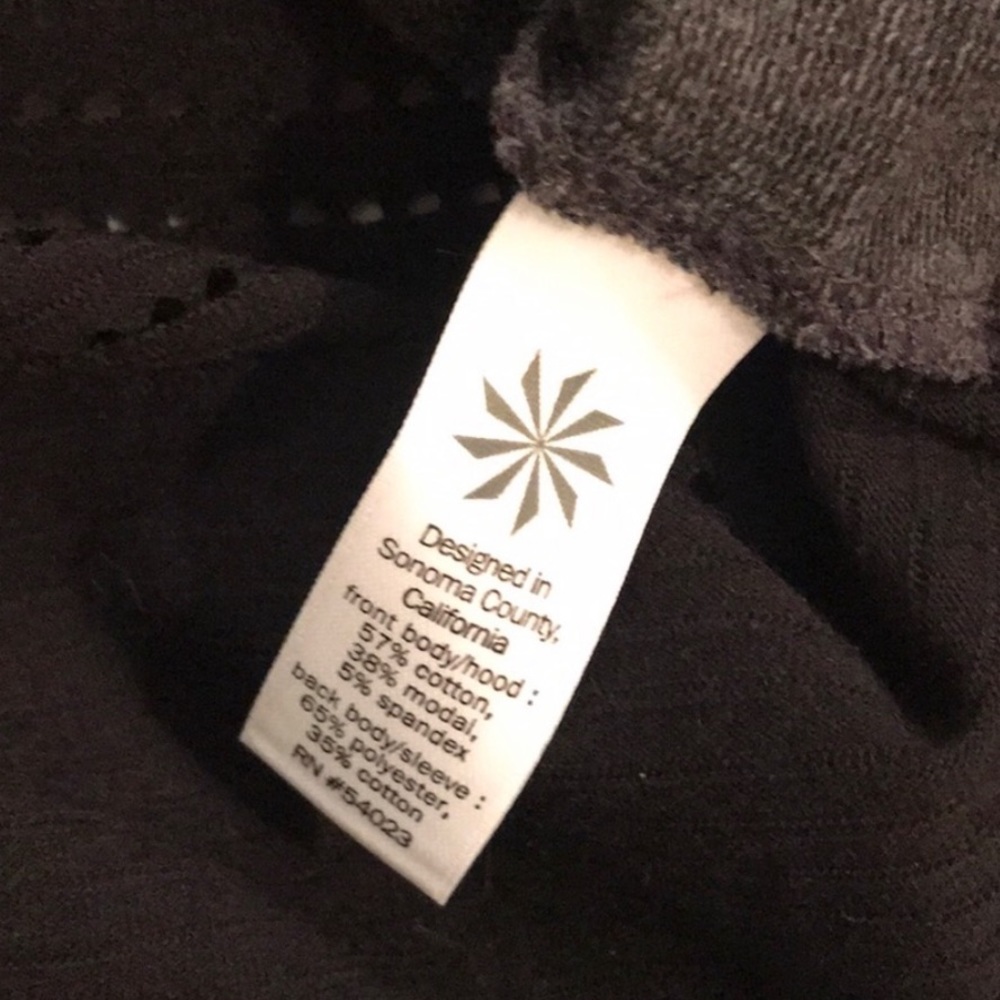 Designed in
Sonoma County,
California
front body/hood :
57% cotton,
38% modal,
5% spandex
back body/sleeve :
65% polyester,
35% cotton
RN #54023